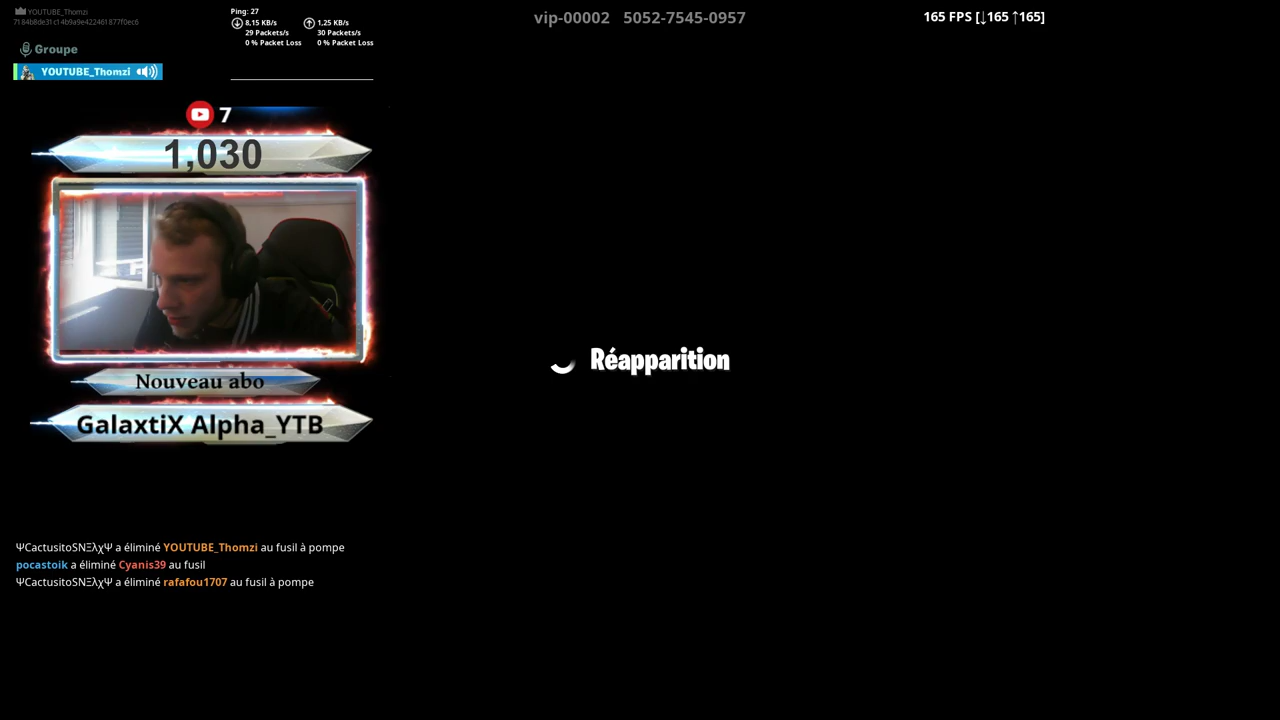 YOUTUBE_Thomzi
7184b8de31c14b9a9e422461877f0ec6
Groupe
YOUTUBE_Thomzi
Ping: 27
8,15 KB/s 1,25 KB/s
29 Packets/s 30 Packets/s
0 % Packet Loss 0 % Packet Loss
vip-00002 5052-7545-0957
165 FPS [↓165 ↑165]
7
1,030
Réapparition
Nouveau abo
GalaxtiX Alpha_YTB
ΨCactusitoSNΞλχΨ a éliminé YOUTUBE_Thomzi au fusil à pompe
pocastoik a éliminé Cyanis39 au fusil
ΨCactusitoSNΞλχΨ a éliminé rafafou1707 au fusil à pompe